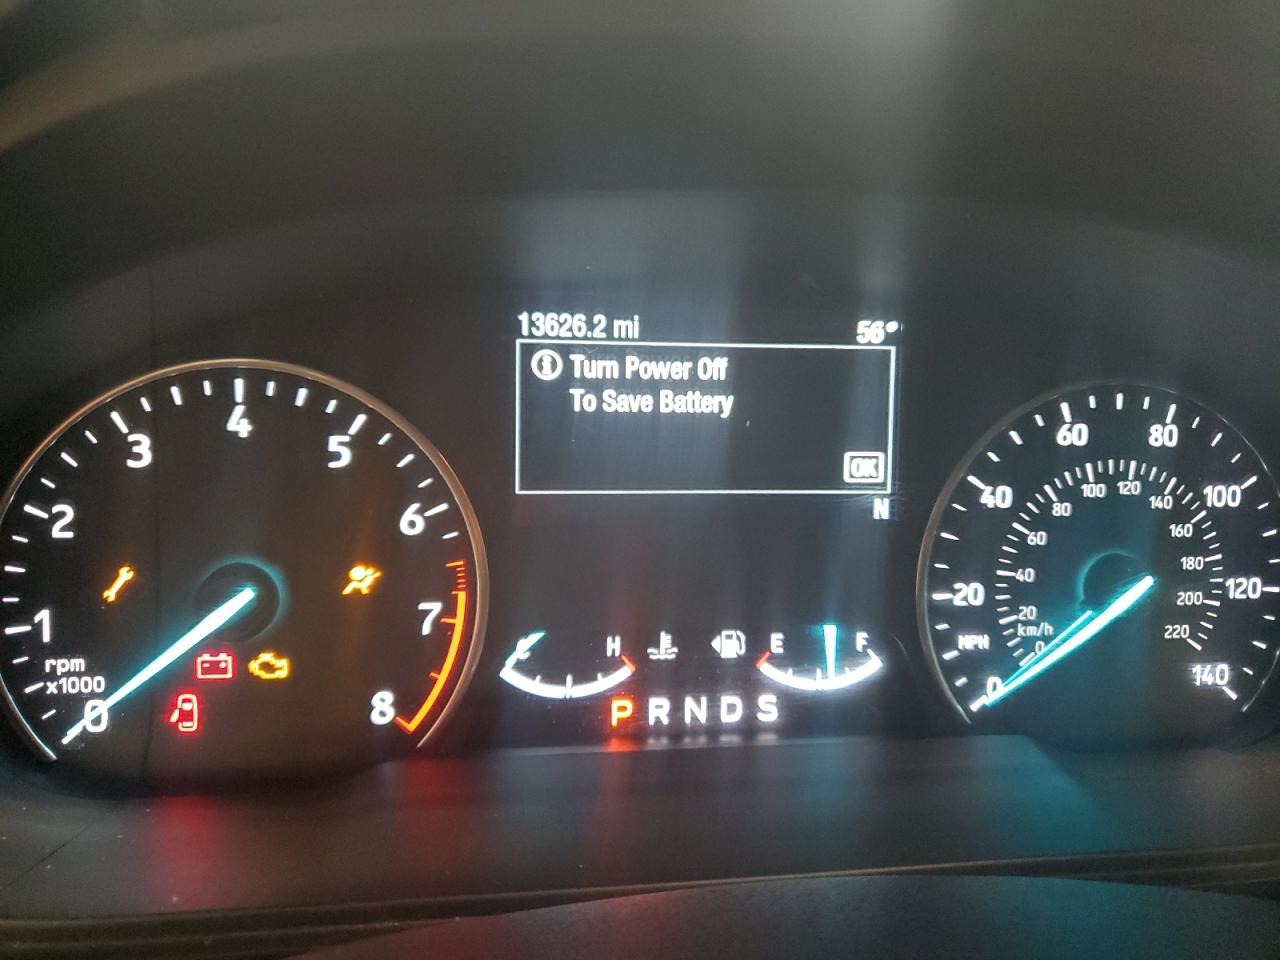 13626.2 mi 56°
Turn Power Off
To Save Battery
OK
N
0 1 2 3 4 5 6 7 8
rpm
x1000
C H
E F
P R N D S
0 20 40 60 80 100 120 140
MPH
0 20 40 60 80 100 120 140 160 180 200 220
km/h